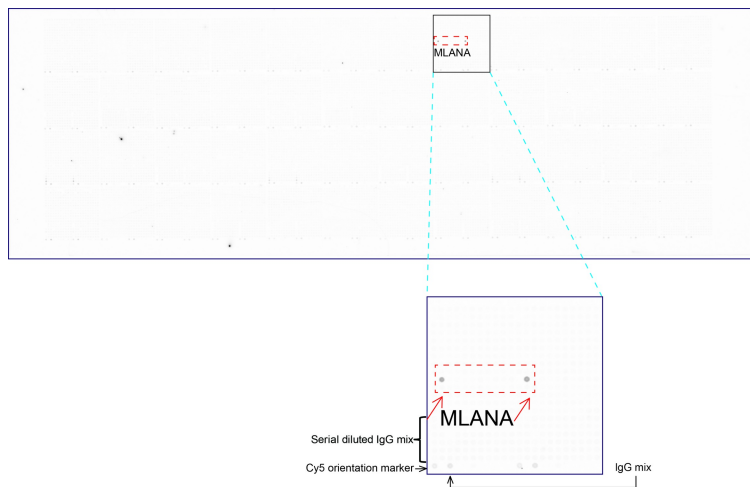 MLANA
MLANA
Serial diluted IgG mix
Cy5 orientation marker
IgG mix